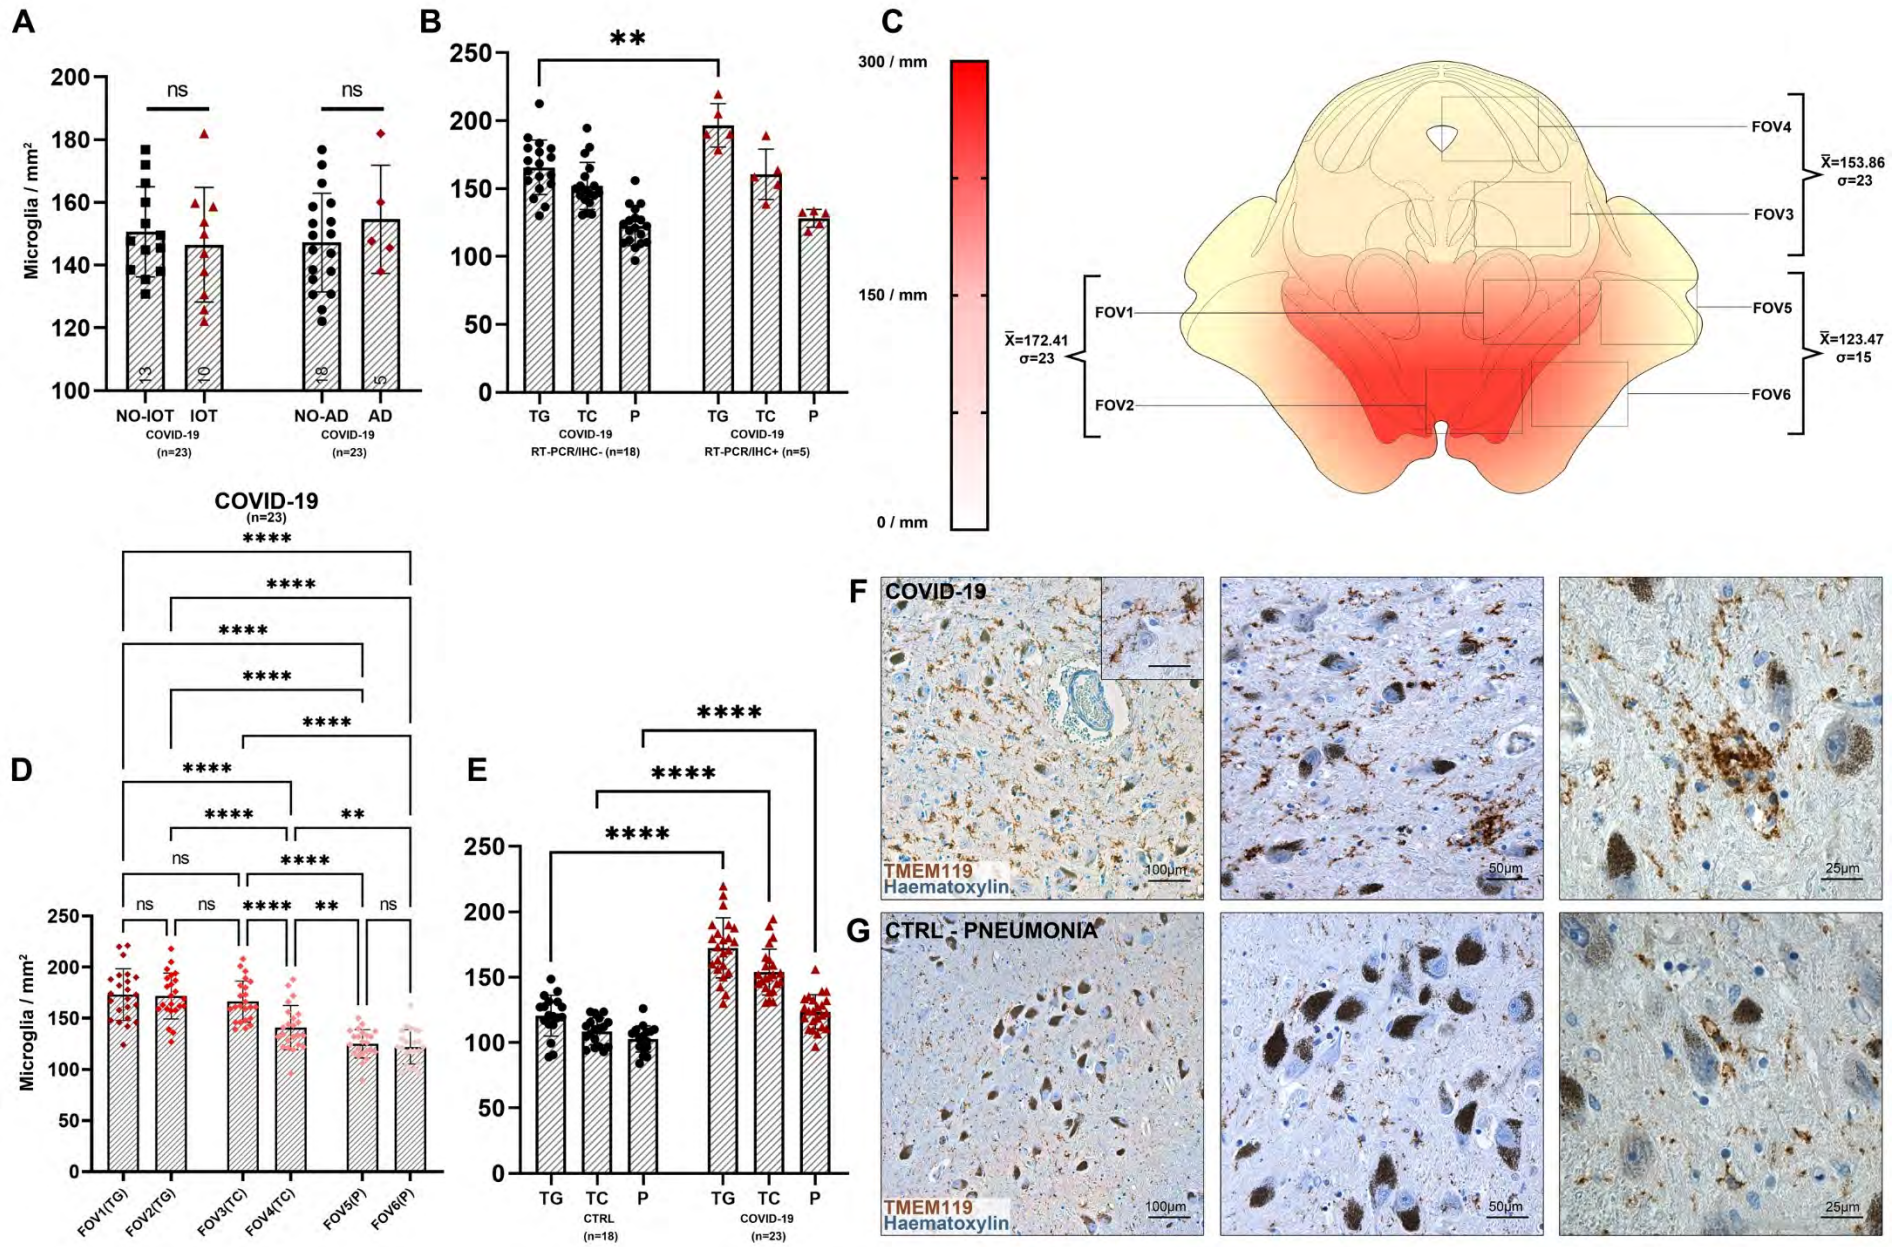 A
200
180
160
140
120
100
Microglia / mm²
ns
ns
13
10
18
5
NO-IOT IOT
COVID-19
(n=23)
NO-AD AD
COVID-19
(n=23)
B
250
200
150
100
50
0
**
TG TC P
COVID-19
RT-PCR/IHC- (n=18)
TG TC P
COVID-19
RT-PCR/IHC+ (n=5)
C
300 / mm
150 / mm
0 / mm
FOV4
FOV3
X̅=153.86
σ=23
FOV1
FOV2
X̅=172.41
σ=23
FOV5
FOV6
X̅=123.47
σ=15
D
COVID-19
(n=23)
****
****
****
****
****
****
**** **
ns ****
ns ns **** ** ns
250
200
150
100
50
0
Microglia / mm²
FOV1(TG)
FOV2(TG)
FOV3(TC)
FOV4(TC)
FOV5(P)
FOV6(P)
E
****
****
****
250
200
150
100
50
0
TG TC P
CTRL
(n=18)
TG TC P
COVID-19
(n=23)
F
COVID-19
TMEM119
Haematoxylin
100µm
50µm
25µm
G
CTRL - PNEUMONIA
TMEM119
Haematoxylin
100µm
50µm
25µm